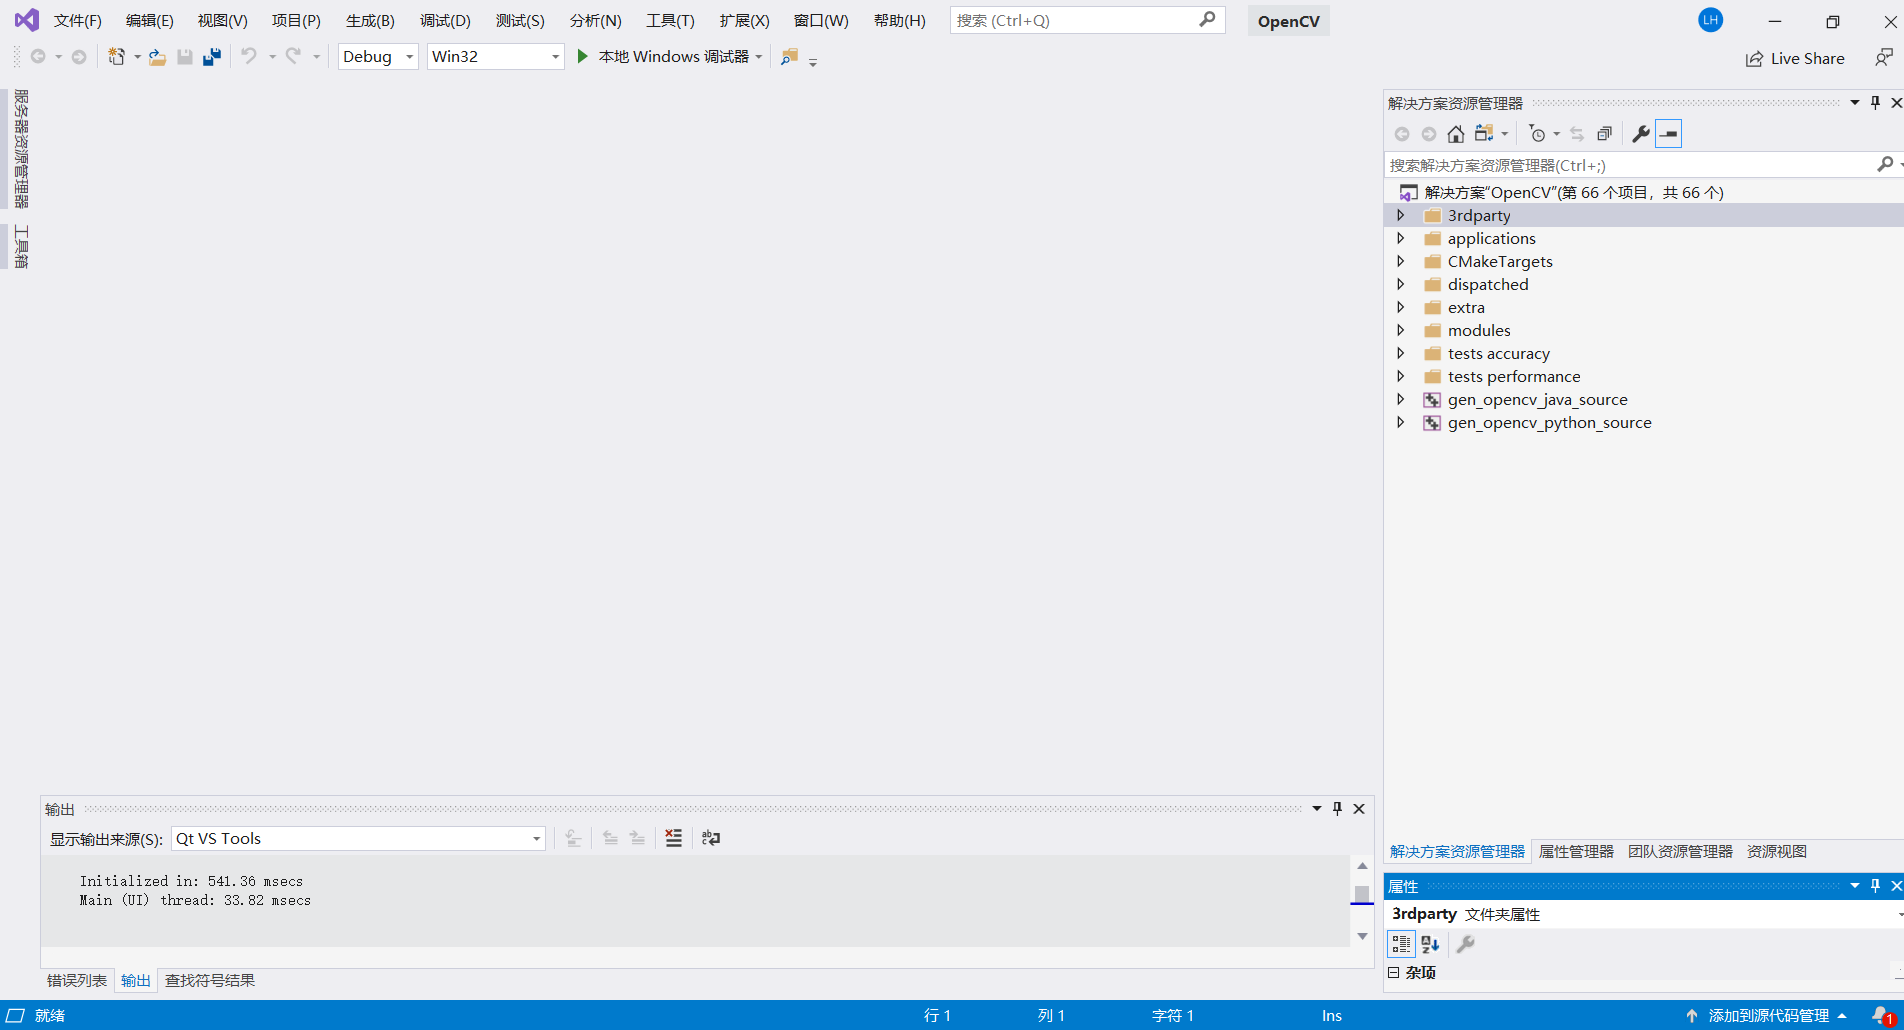 文件(F) 编辑(E) 视图(V) 项目(P) 生成(B) 调试(D) 测试(S) 分析(N) 工具(T) 扩展(X) 窗口(W) 帮助(H) 搜索 (Ctrl+Q) OpenCV LH
Debug Win32 本地 Windows 调试器 Live Share
服务器资源管理器
工具箱
解决方案资源管理器
搜索解决方案资源管理器(Ctrl+;)
解决方案"OpenCV"(第 66 个项目，共 66 个)
3rdparty
applications
CMakeTargets
dispatched
extra
modules
tests accuracy
tests performance
gen_opencv_java_source
gen_opencv_python_source
解决方案资源管理器 属性管理器 团队资源管理器 资源视图
属性
3rdparty 文件夹属性
杂项
输出
显示输出来源(S): Qt VS Tools
Initialized in: 541.36 msecs
Main (UI) thread: 33.82 msecs
错误列表 输出 查找符号结果
就绪 行 1 列 1 字符 1 Ins 添加到源代码管理 1